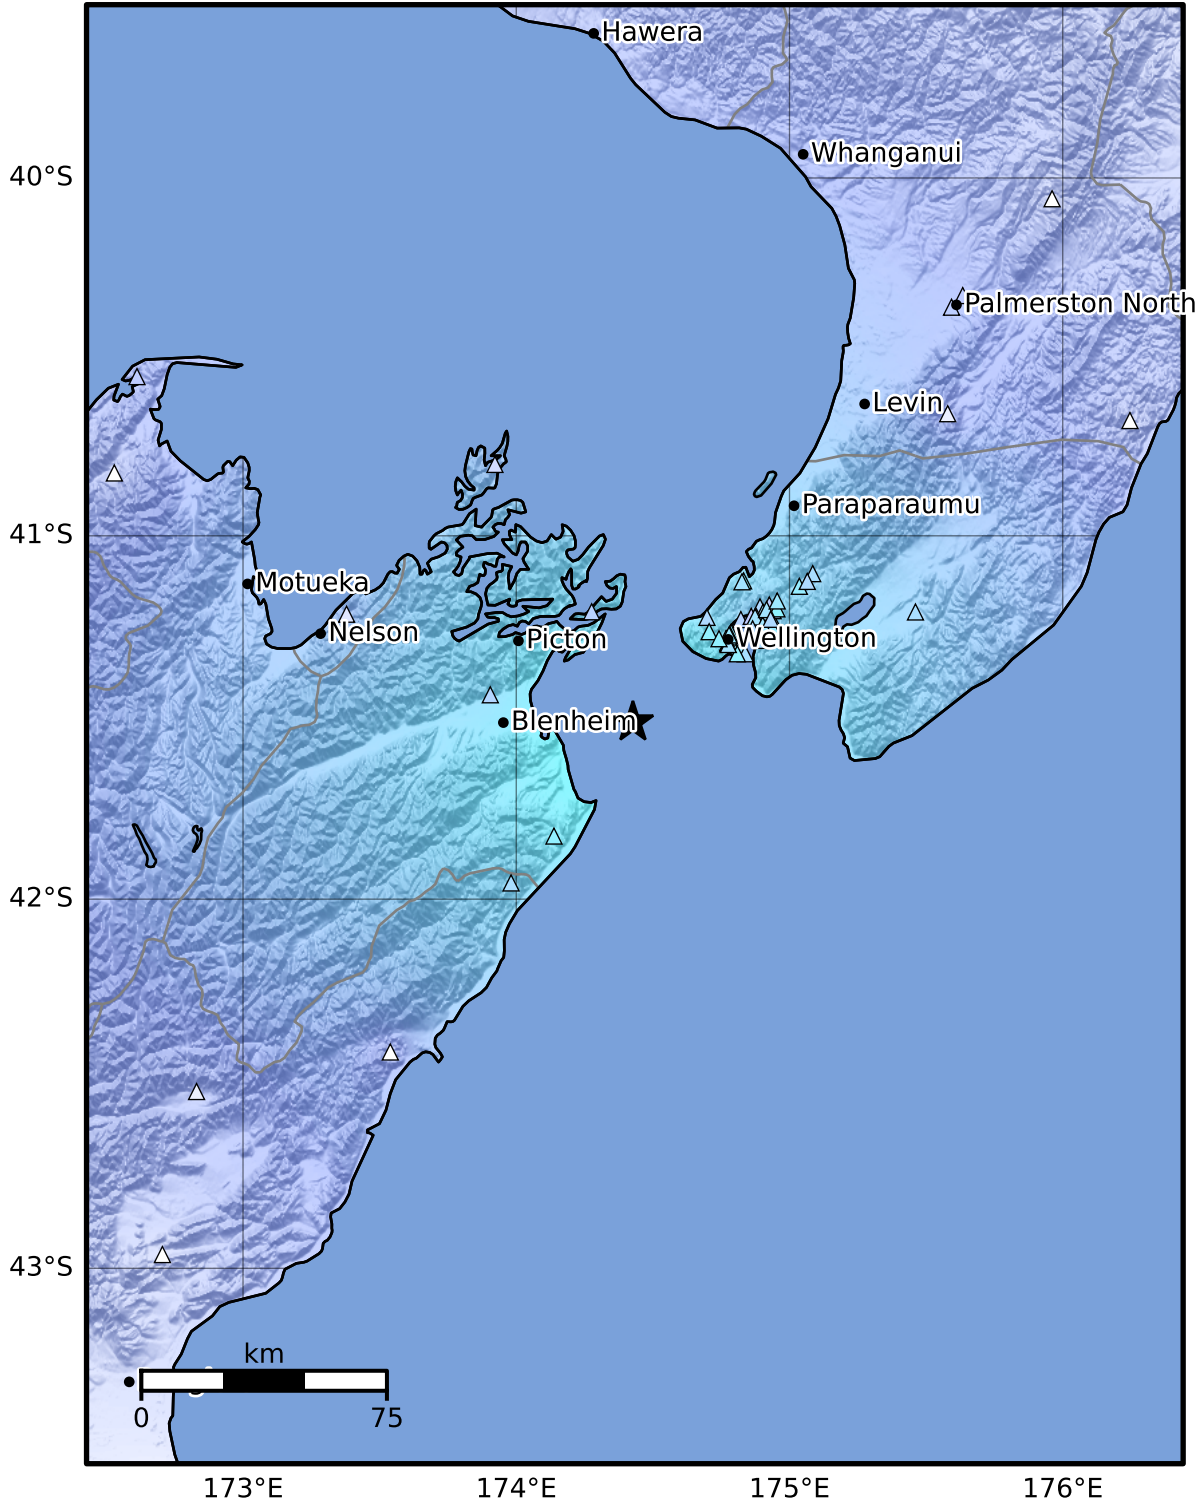 Hawera
Whanganui
40°S
Palmerston North
Levin
Paraparaumu
41°S
Motueka
Nelson
Picton
Wellington
Blenheim
42°S
43°S
km
0
75
173°E
174°E
175°E
176°E